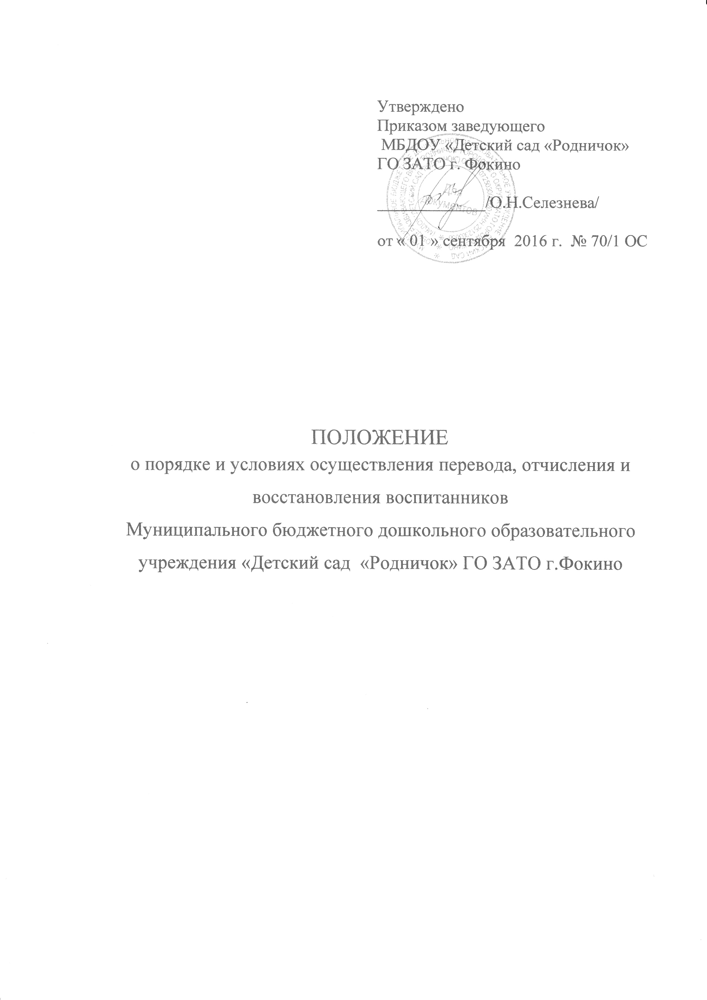 Утверждено
Приказом заведующего
МБДОУ «Детский сад «Родничок»
ГО ЗАТО г. Фокино
Для
документов
/О.Н.Селезнева/
от « 01 » сентября 2016 г. № 70/1 ОС
ПОЛОЖЕНИЕ
о порядке и условиях осуществления перевода, отчисления и
восстановления воспитанников
Муниципального бюджетного дошкольного образовательного
учреждения «Детский сад «Родничок» ГО ЗАТО г.Фокино